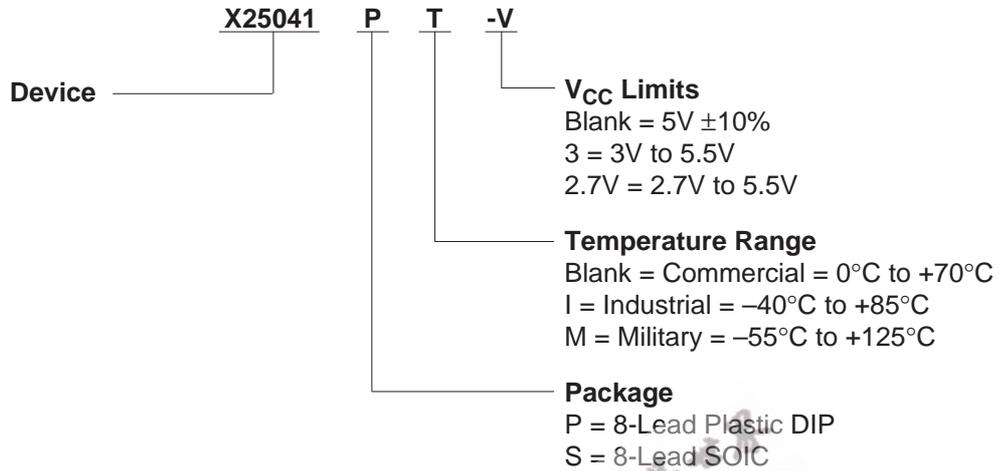 X25041 P T -V
Device
VCC Limits
Blank = 5V ±10%
3 = 3V to 5.5V
2.7V = 2.7V to 5.5V
Temperature Range
Blank = Commercial = 0°C to +70°C
I = Industrial = –40°C to +85°C
M = Military = –55°C to +125°C
Package
P = 8-Lead Plastic DIP
S = 8-Lead SOIC